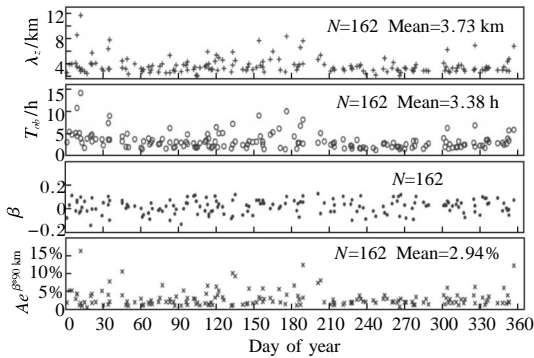 12
8
4
λz/km
N=162 Mean=3.73 km
15
10
5
0
Tob/h
N=162 Mean=3.38 h
0.2
0
−0.2
β
N=162
15%
10%
5%
0
Ae^β*90 km
N=162 Mean=2.94%
0 30 60 90 120 150 180 210 240 270 300 330 360
Day of year